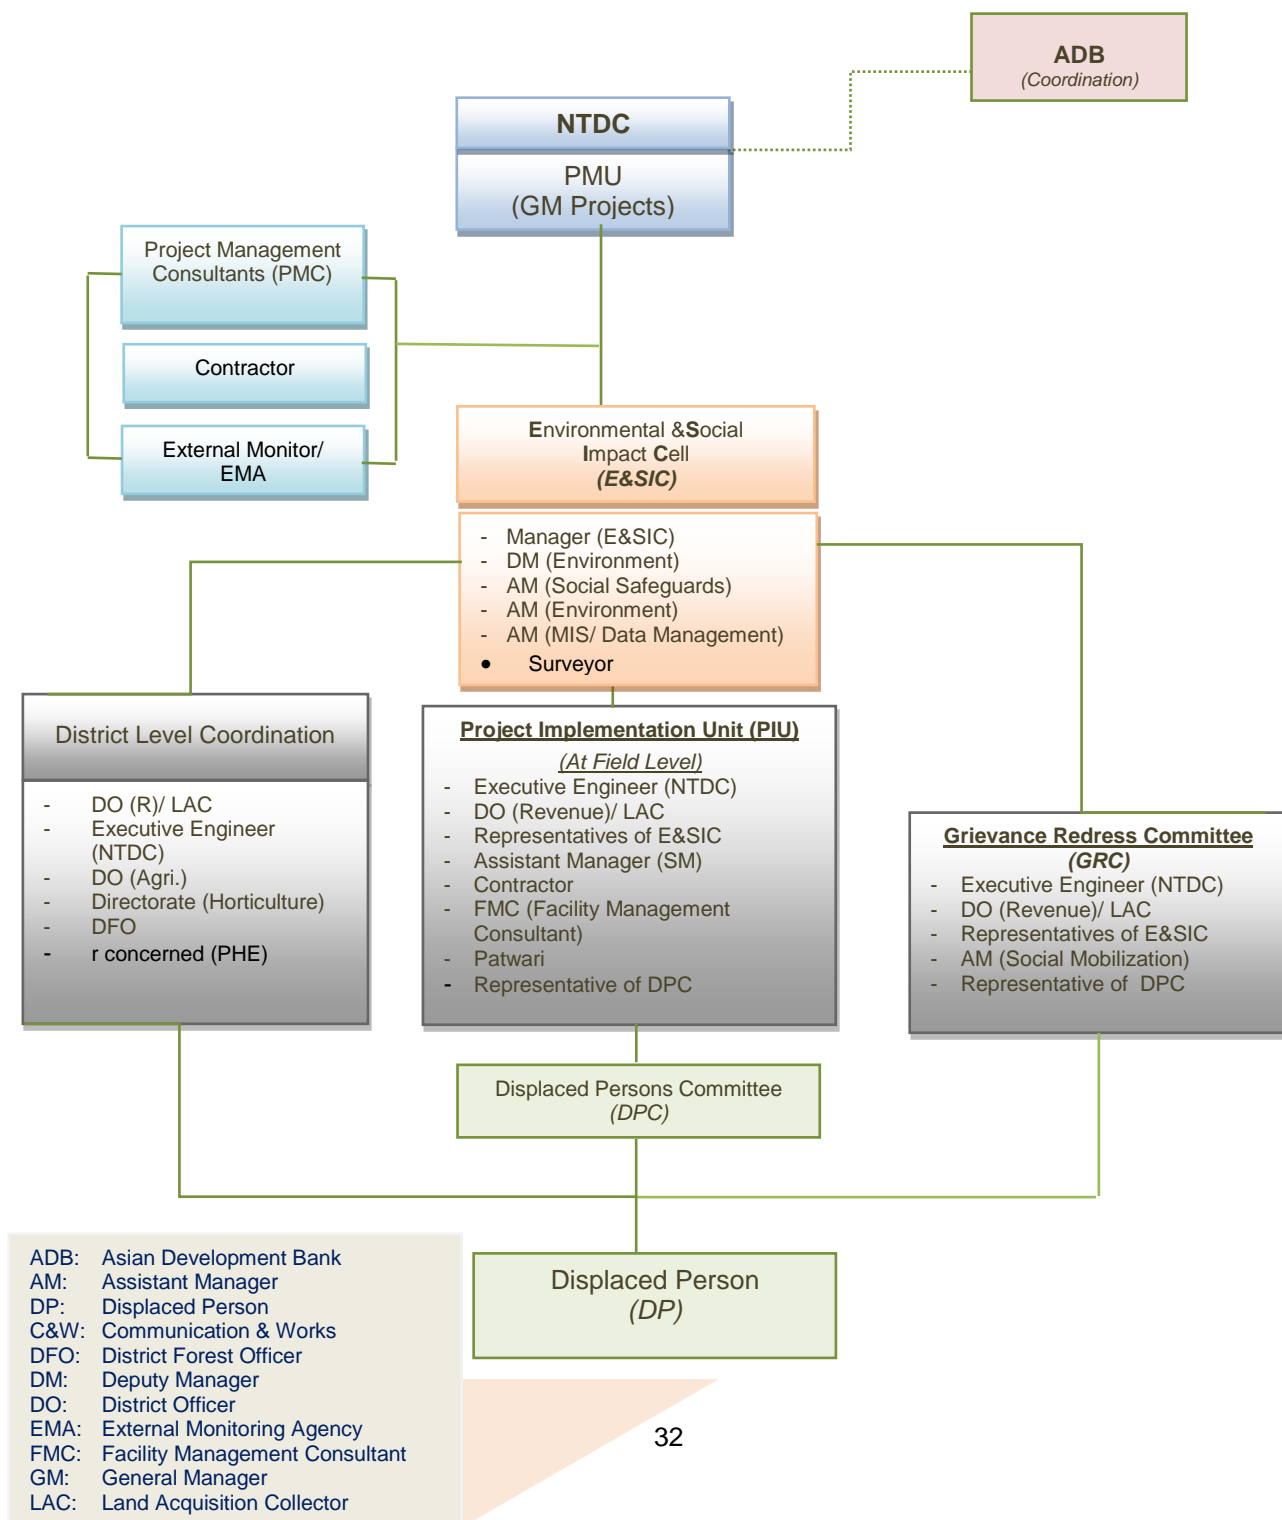 ADB
(Coordination)
NTDC
PMU
(GM Projects)
Project Management
Consultants (PMC)
Contractor
External Monitor/
EMA
Environmental &Social
Impact Cell
(E&SIC)
- Manager (E&SIC)
- DM (Environment)
- AM (Social Safeguards)
- AM (Environment)
- AM (MIS/ Data Management)
• Surveyor
District Level Coordination
- DO (R)/ LAC
- Executive Engineer
(NTDC)
- DO (Agri.)
- Directorate (Horticulture)
- DFO
- r concerned (PHE)
Project Implementation Unit (PIU)
(At Field Level)
- Executive Engineer (NTDC)
- DO (Revenue)/ LAC
- Representatives of E&SIC
- Assistant Manager (SM)
- Contractor
- FMC (Facility Management
Consultant)
- Patwari
- Representative of DPC
Grievance Redress Committee
(GRC)
- Executive Engineer (NTDC)
- DO (Revenue)/ LAC
- Representatives of E&SIC
- AM (Social Mobilization)
- Representative of DPC
Displaced Persons Committee
(DPC)
Displaced Person
(DP)
ADB: Asian Development Bank
AM: Assistant Manager
DP: Displaced Person
C&W: Communication & Works
DFO: District Forest Officer
DM: Deputy Manager
DO: District Officer
EMA: External Monitoring Agency
FMC: Facility Management Consultant
GM: General Manager
LAC: Land Acquisition Collector
32